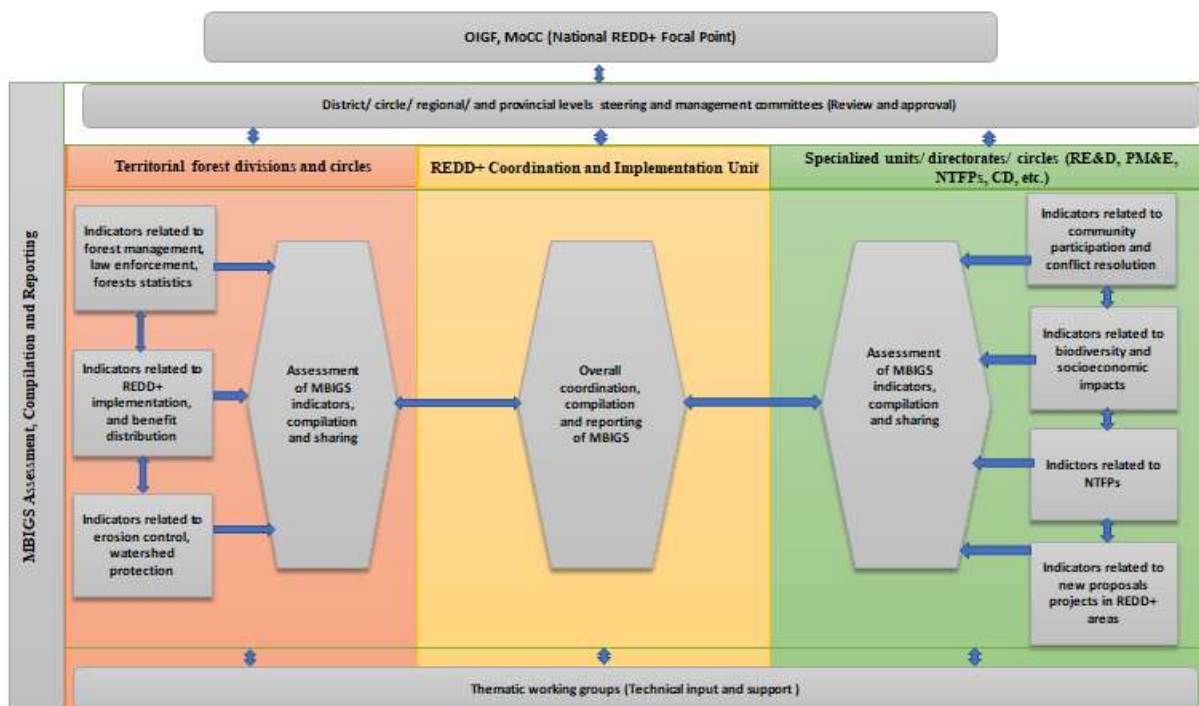 OIGF, MoCC (National REDD+ Focal Point)
District/ circle/ regional/ and provincial levels steering and management committees (Review and approval)
MBIGS Assessment, Compilation and Reporting
Territorial forest divisions and circles
Indicators related to
forest management,
law enforcement,
forests statistics
Indicators related to
REDD+
implementation,
and benefit
distribution
Indicators related to
erosion control,
watershed
protection
Assessment
of MBIGS
indicators,
compilation
and sharing
REDD+ Coordination and Implementation Unit
Overall
coordination,
compilation
and reporting
of MBIGS
Specialized units/ directorates/ circles (RE&D, PM&E,
NTFPs, CD, etc.)
Assessment
of MBIGS
indicators,
compilation
and sharing
Indicators related to
community
participation and
conflict resolution
Indicators related to
biodiversity and
socioeconomic
impacts
Indictors related to
NTFPs
Indicators related to
new proposals
projects in REDD+
areas
Thematic working groups (Technical input and support )